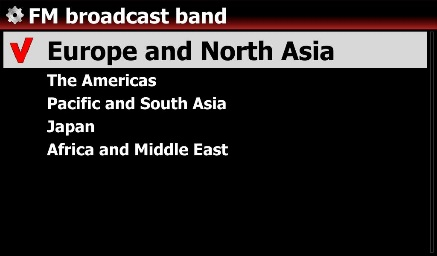 FM broadcast band
Europe and North Asia
The Americas
Pacific and South Asia
Japan
Africa and Middle East